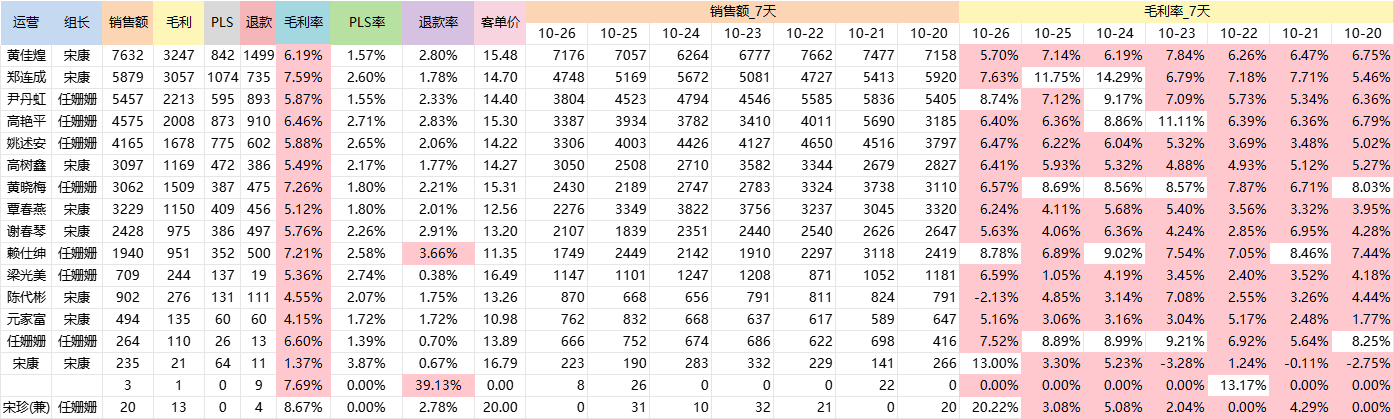 运营 组长 销售额 毛利 PLS 退款 毛利率 PLS率 退款率 客单价 销售额_7天 毛利率_7天
10-26 10-25 10-24 10-23 10-22 10-21 10-20 10-26 10-25 10-24 10-23 10-22 10-21 10-20
黄佳煌 宋康 7632 3247 842 1499 6.19% 1.57% 2.80% 15.48 7176 7057 6264 6777 7662 7477 7158 5.70% 7.14% 6.19% 7.84% 6.26% 6.47% 6.75%
郑连成 宋康 5879 3057 1074 735 7.59% 2.60% 1.78% 14.70 4748 5169 5672 5081 4727 5413 5920 7.63% 11.75% 14.29% 6.79% 7.18% 7.71% 5.46%
尹丹虹 任姗姗 5457 2213 595 893 5.87% 1.55% 2.33% 14.40 3804 4523 4794 4546 5585 5836 5405 8.74% 7.12% 9.17% 7.09% 5.73% 5.34% 6.36%
高艳平 任姗姗 4575 2008 873 910 6.46% 2.71% 2.83% 15.30 3387 3934 3782 3410 4011 5690 3185 6.40% 6.36% 8.86% 11.11% 6.39% 6.36% 6.79%
姚述安 任姗姗 4165 1678 775 602 5.88% 2.65% 2.06% 14.22 3306 4003 4426 4127 4650 4516 3797 6.47% 6.22% 6.04% 5.32% 3.69% 3.48% 5.02%
高树鑫 宋康 3097 1169 472 386 5.49% 2.17% 1.77% 14.27 3050 2508 2710 3582 3344 2679 2827 6.41% 5.93% 5.32% 4.88% 4.93% 5.12% 5.27%
黄晓梅 任姗姗 3062 1509 387 475 7.26% 1.80% 2.21% 15.31 2430 2189 2747 2783 3324 3738 3110 6.57% 8.69% 8.56% 8.57% 7.87% 6.71% 8.03%
覃春燕 宋康 3229 1150 409 456 5.12% 1.80% 2.01% 12.56 2276 3349 3822 3756 3237 3045 3320 6.24% 4.11% 5.68% 5.40% 3.56% 3.32% 3.95%
谢春琴 宋康 2428 975 386 497 5.76% 2.26% 2.91% 13.20 2107 1839 2351 2440 2540 2626 2647 5.63% 4.06% 6.36% 4.24% 2.85% 6.95% 4.28%
赖仕绅 任姗姗 1940 951 352 500 7.21% 2.58% 3.66% 11.35 1749 2449 2142 1910 2297 3118 2419 8.78% 6.89% 9.02% 7.54% 7.05% 8.46% 7.44%
梁光美 任姗姗 709 244 137 19 5.36% 2.74% 0.38% 16.49 1147 1101 1247 1208 871 1052 1181 6.59% 1.05% 4.19% 3.45% 2.40% 3.52% 4.18%
陈代彬 宋康 902 276 131 111 4.55% 2.07% 1.75% 13.26 870 668 656 791 811 824 791 -2.13% 4.85% 3.14% 7.08% 2.55% 3.26% 4.44%
元家富 宋康 494 135 60 60 4.15% 1.72% 1.72% 10.98 762 832 668 637 617 589 647 5.16% 3.06% 3.16% 3.04% 5.17% 2.48% 1.77%
任姗姗 任姗姗 264 110 26 13 6.60% 1.39% 0.70% 13.89 666 752 674 686 622 698 416 7.52% 8.89% 8.99% 9.21% 6.92% 5.64% 8.25%
宋康 宋康 235 21 64 11 1.37% 3.87% 0.67% 16.79 223 190 283 332 229 141 266 13.00% 3.30% 5.23% -3.28% 1.24% -0.11% -2.75%
3 1 0 9 7.69% 0.00% 39.13% 0.00 8 26 0 0 0 22 0 0.00% 0.00% 0.00% 0.00% 13.17% 0.00% 0.00%
宋珍(兼) 任姗姗 20 13 0 4 8.67% 0.00% 2.78% 20.00 0 31 10 32 21 0 20 20.22% 3.08% 5.08% 2.04% 0.00% 4.29% 0.00%